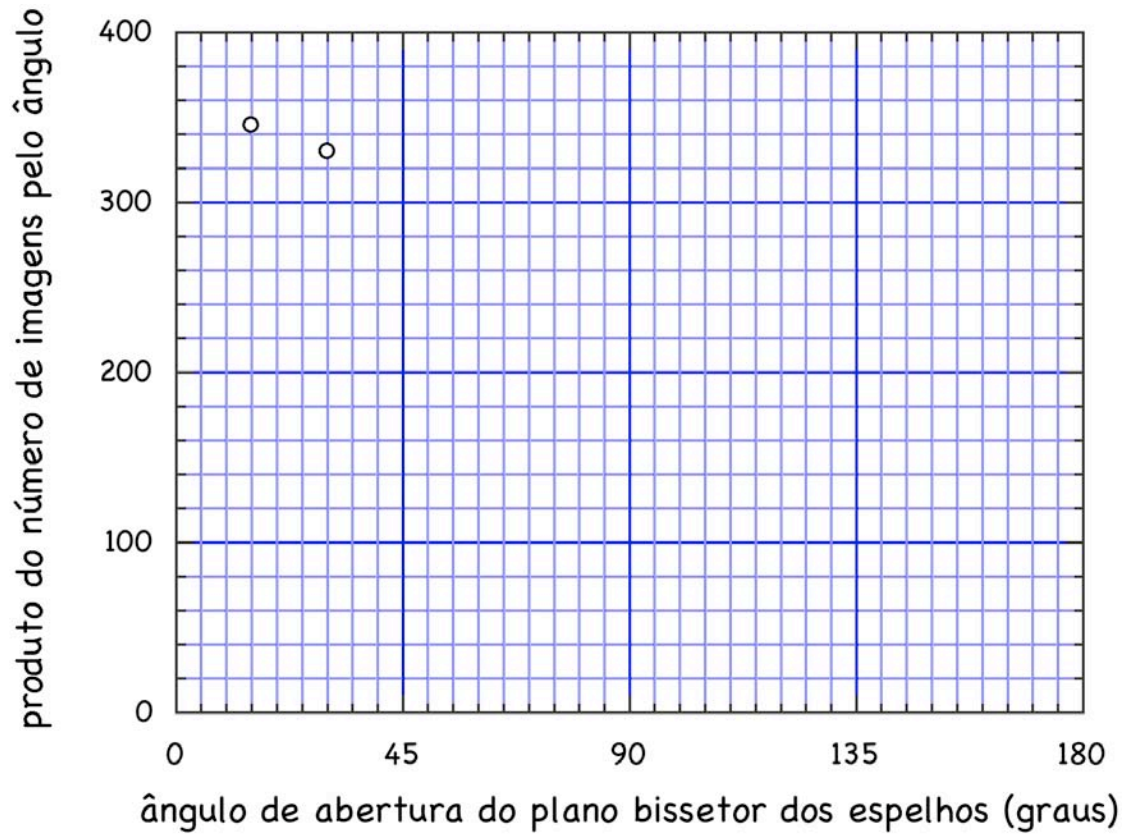 produto do número de imagens pelo ângulo
400
300
200
100
0
0 45 90 135 180
ângulo de abertura do plano bissetor dos espelhos (graus)